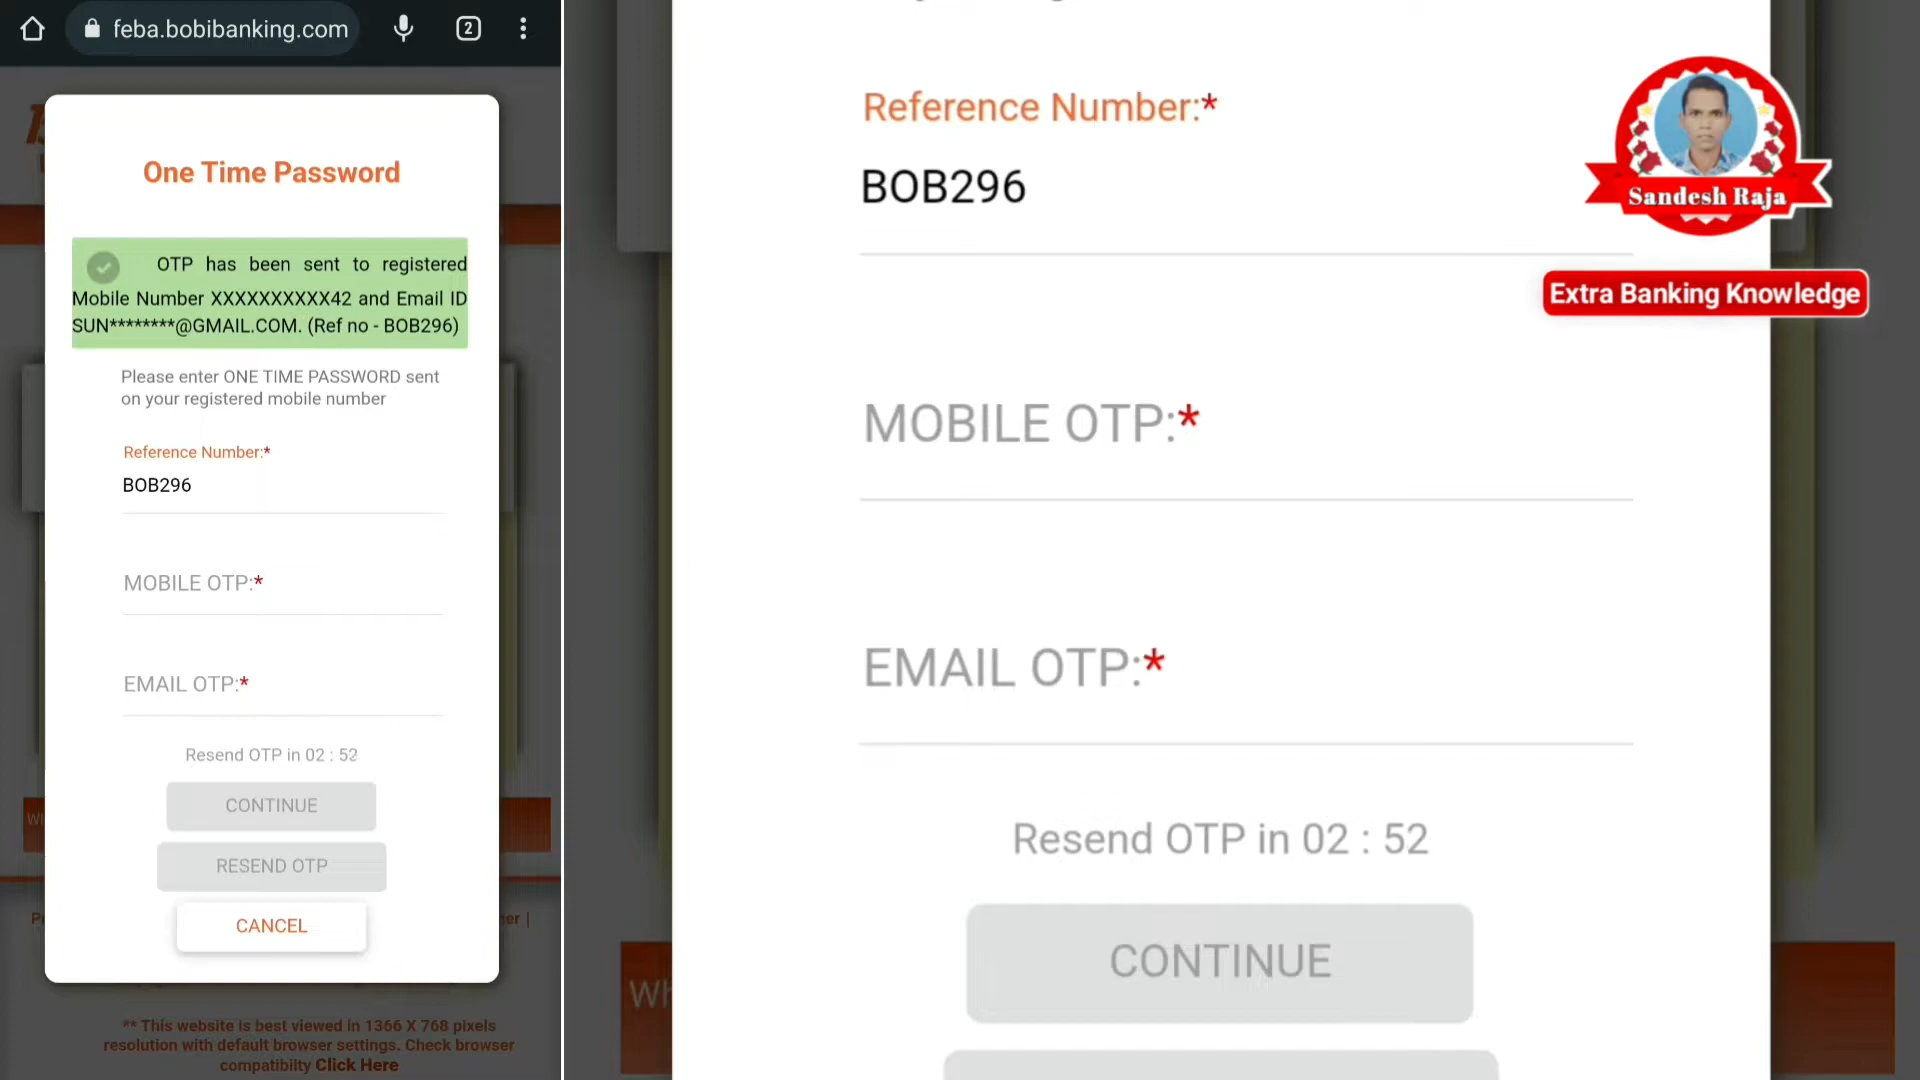 feba.bobibanking.com
2
One Time Password
OTP has been sent to registered
Mobile Number XXXXXXXXXX42 and Email ID
SUN********@GMAIL.COM. (Ref no - BOB296)
Please enter ONE TIME PASSWORD sent
on your registered mobile number
Reference Number:*
BOB296
MOBILE OTP:*
EMAIL OTP:*
Resend OTP in 02 : 52
CONTINUE
RESEND OTP
CANCEL
** This website is best viewed in 1366 X 768 pixels
resolution with default browser settings. Check browser
compatibilty Click Here
Reference Number:*
BOB296
MOBILE OTP:*
EMAIL OTP:*
Resend OTP in 02 : 52
CONTINUE
Sandesh Raja
Extra Banking Knowledge